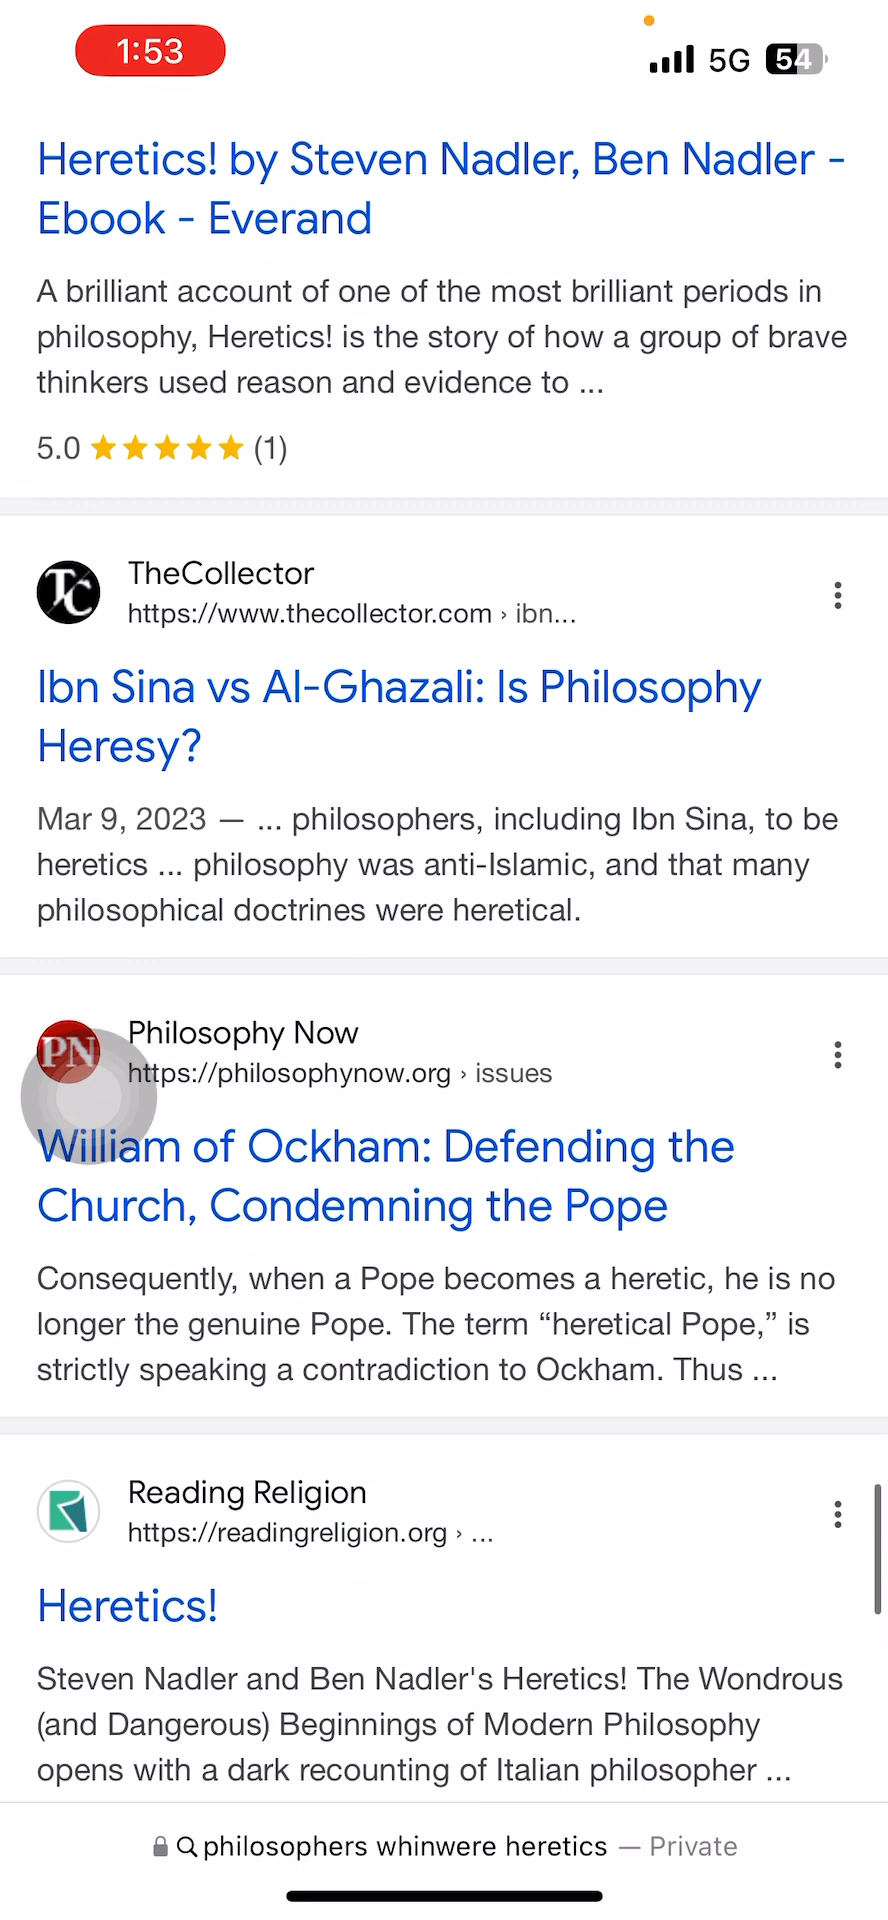 1:53
5G 54
Heretics! by Steven Nadler, Ben Nadler -
Ebook - Everand
A brilliant account of one of the most brilliant periods in
philosophy, Heretics! is the story of how a group of brave
thinkers used reason and evidence to ...
5.0 ★★★★★ (1)
TC
TheCollector
https://www.thecollector.com › ibn...
Ibn Sina vs Al-Ghazali: Is Philosophy
Heresy?
Mar 9, 2023 — ... philosophers, including Ibn Sina, to be
heretics ... philosophy was anti-Islamic, and that many
philosophical doctrines were heretical.
PN
Philosophy Now
https://philosophynow.org › issues
William of Ockham: Defending the
Church, Condemning the Pope
Consequently, when a Pope becomes a heretic, he is no
longer the genuine Pope. The term “heretical Pope,” is
strictly speaking a contradiction to Ockham. Thus ...
Reading Religion
https://readingreligion.org › ...
Heretics!
Steven Nadler and Ben Nadler's Heretics! The Wondrous
(and Dangerous) Beginnings of Modern Philosophy
opens with a dark recounting of Italian philosopher ...
philosophers whinwere heretics — Private